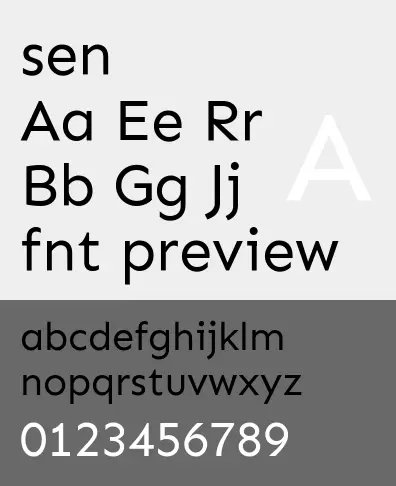 sen
Aa Ee Rr
A
Bb Gg Jj
fnt preview
abcdefghijklm
nopqrstuvwxyz
0123456789